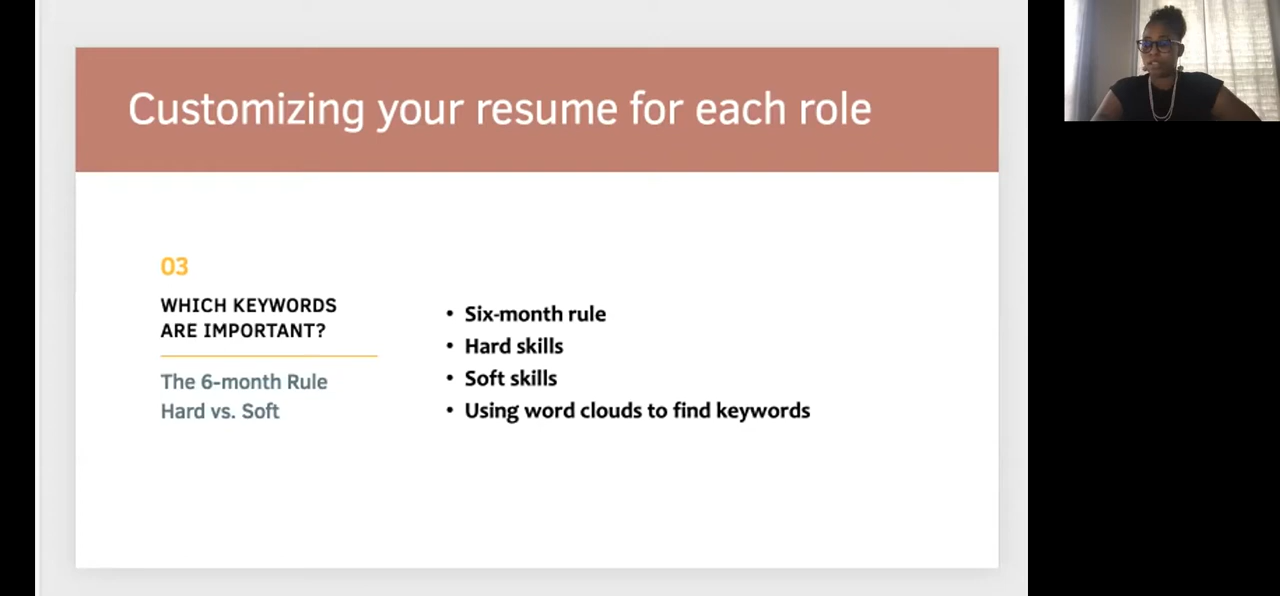 Customizing your resume for each role
03
WHICH KEYWORDS
ARE IMPORTANT?
The 6-month Rule
Hard vs. Soft
• Six-month rule
• Hard skills
• Soft skills
• Using word clouds to find keywords